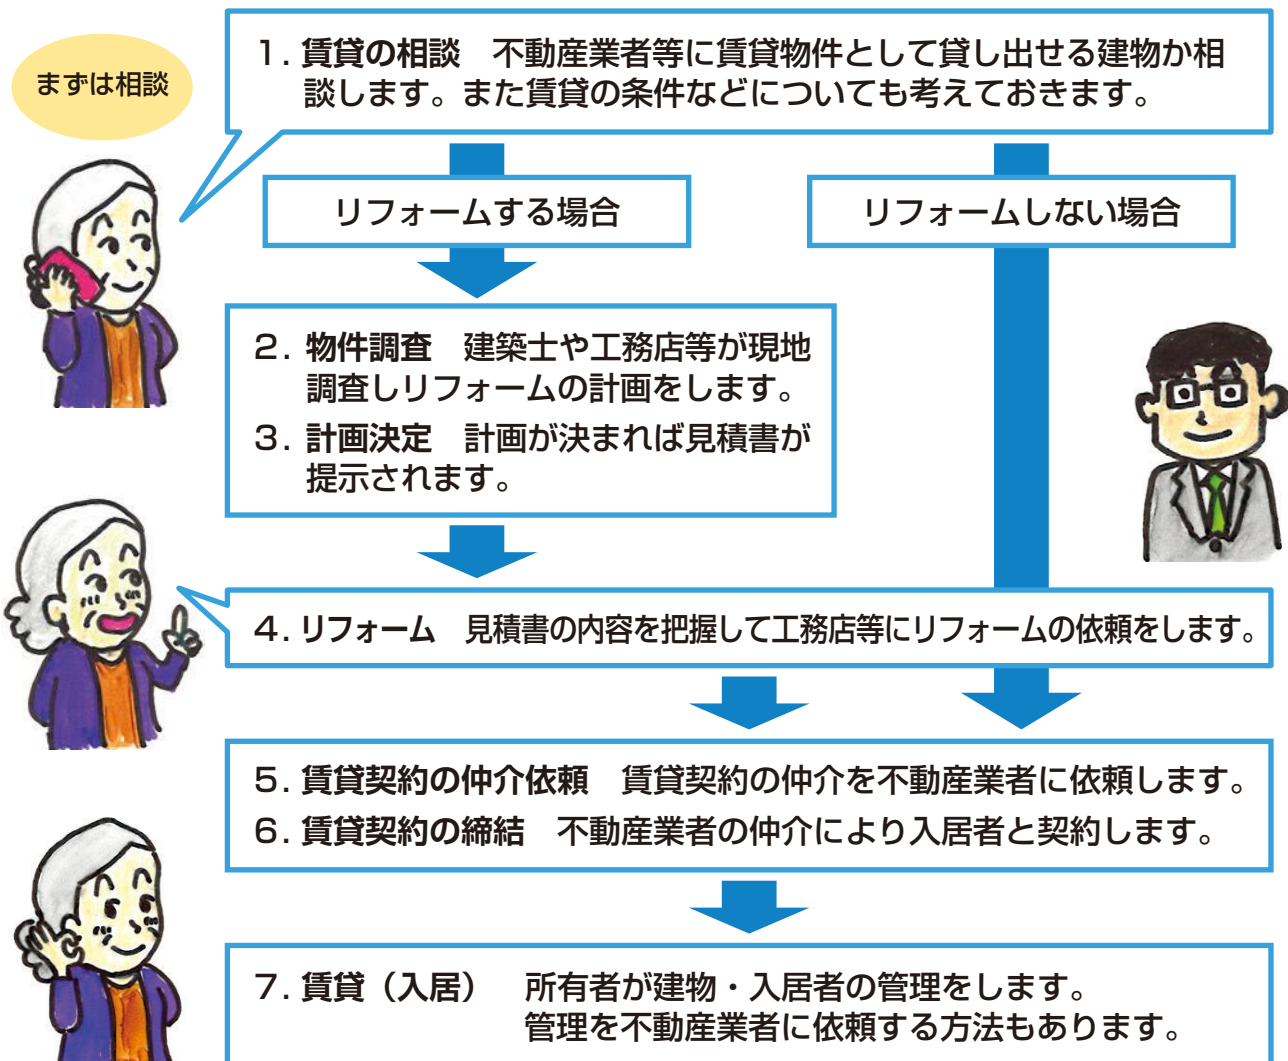 まずは相談
1. 賃貸の相談　不動産業者等に賃貸物件として貸し出せる建物か相
談します。また賃貸の条件などについても考えておきます。
リフォームする場合
リフォームしない場合
2. 物件調査　建築士や工務店等が現地
調査しリフォームの計画をします。
3. 計画決定　計画が決まれば見積書が
提示されます。
4. リフォーム　見積書の内容を把握して工務店等にリフォームの依頼をします。
5. 賃貸契約の仲介依頼　賃貸契約の仲介を不動産業者に依頼します。
6. 賃貸契約の締結　不動産業者の仲介により入居者と契約します。
7. 賃貸（入居）　所有者が建物・入居者の管理をします。
管理を不動産業者に依頼する方法もあります。